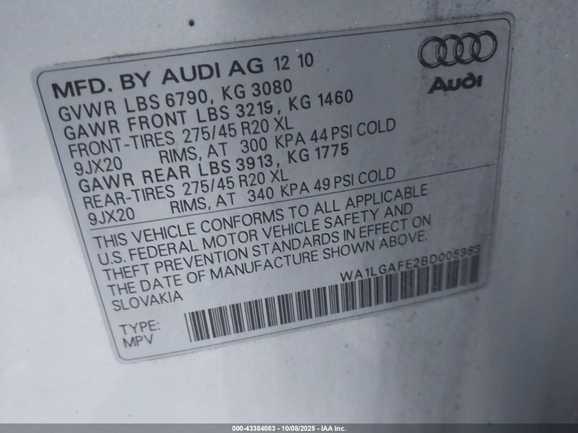 MFD. BY AUDI AG 12 10
GVWR LBS 6790, KG 3080
GAWR FRONT LBS 3219, KG 1460
FRONT-TIRES 275/45 R20 XL
9JX20 RIMS, AT 300 KPA 44 PSI COLD
GAWR REAR LBS 3913, KG 1775
REAR-TIRES 275/45 R20 XL
9JX20 RIMS, AT 340 KPA 49 PSI COLD
Audi
THIS VEHICLE CONFORMS TO ALL APPLICABLE
U.S. FEDERAL MOTOR VEHICLE SAFETY AND
THEFT PREVENTION STANDARDS IN EFFECT ON
THE DATE OF MANUFACTURE SHOWN ABOVE.
SLOVAKIA
TYPE:
MPV
000-43384083 - 10/08/2025 - IAA Inc.